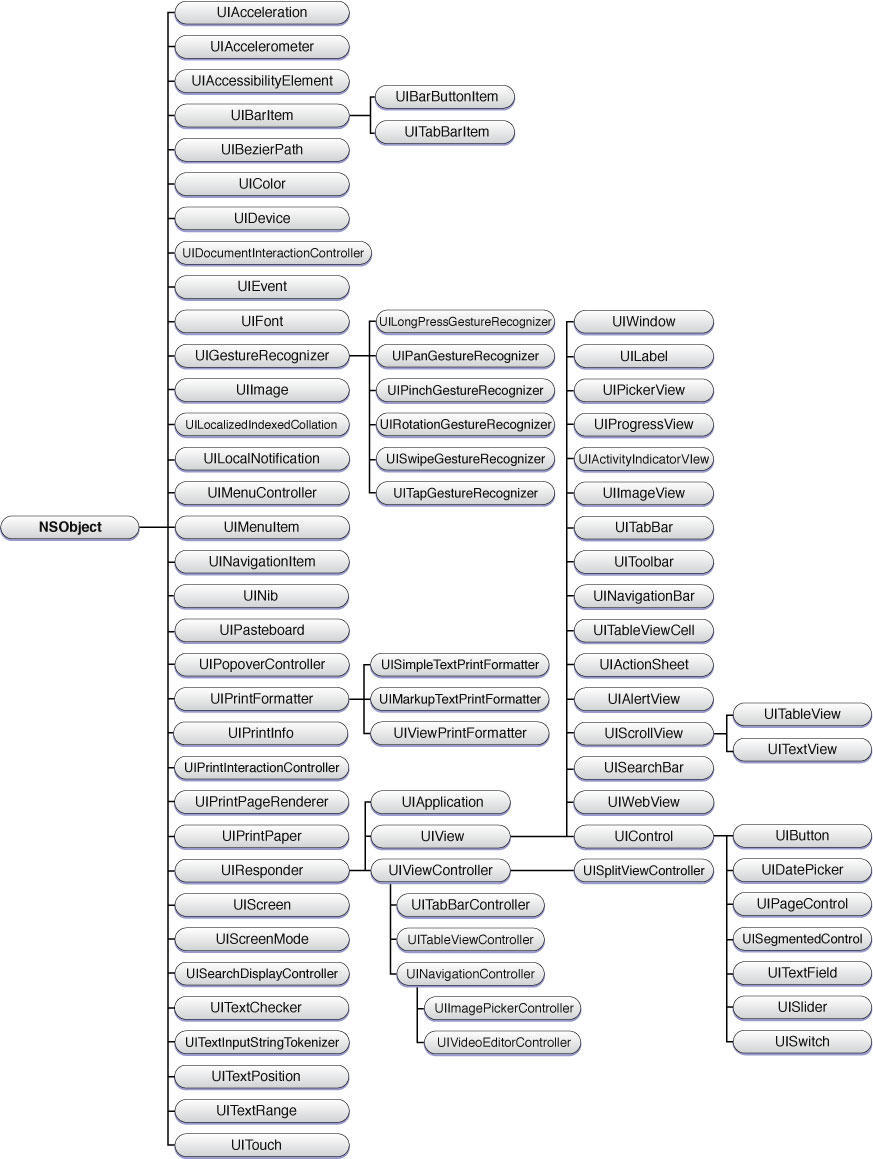 NSObject
UIAcceleration
UIAccelerometer
UIAccessibilityElement
UIBarItem
UIBarButtonItem
UITabBarItem
UIBezierPath
UIColor
UIDevice
UIDocumentInteractionController
UIEvent
UIFont
UIGestureRecognizer
UILongPressGestureRecognizer
UIPanGestureRecognizer
UIPinchGestureRecognizer
UIRotationGestureRecognizer
UISwipeGestureRecognizer
UITapGestureRecognizer
UIImage
UILocalizedIndexedCollation
UILocalNotification
UIMenuController
UIMenuItem
UINavigationItem
UINib
UIPasteboard
UIPopoverController
UIPrintFormatter
UISimpleTextPrintFormatter
UIMarkupTextPrintFormatter
UIViewPrintFormatter
UIPrintInfo
UIPrintInteractionController
UIPrintPageRenderer
UIPrintPaper
UIResponder
UIApplication
UIView
UIWindow
UILabel
UIPickerView
UIProgressView
UIActivityIndicatorVIew
UIImageView
UITabBar
UIToolbar
UINavigationBar
UITableViewCell
UIActionSheet
UIAlertView
UIScrollView
UITableView
UITextView
UISearchBar
UIWebView
UIControl
UIButton
UIDatePicker
UIPageControl
UISegmentedControl
UITextField
UISlider
UISwitch
UIViewController
UISplitViewController
UITabBarController
UITableViewController
UINavigationController
UIImagePickerController
UIVideoEditorController
UIScreen
UIScreenMode
UISearchDisplayController
UITextChecker
UITextInputStringTokenizer
UITextPosition
UITextRange
UITouch